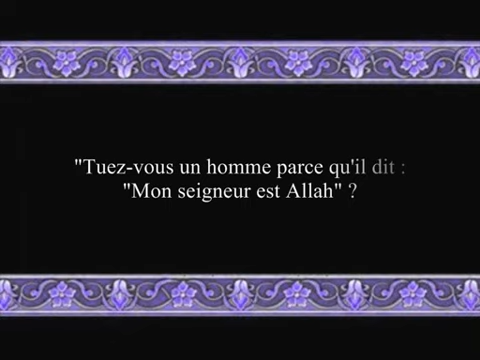 "Tuez-vous un homme parce qu'il dit :
"Mon seigneur est Allah" ?